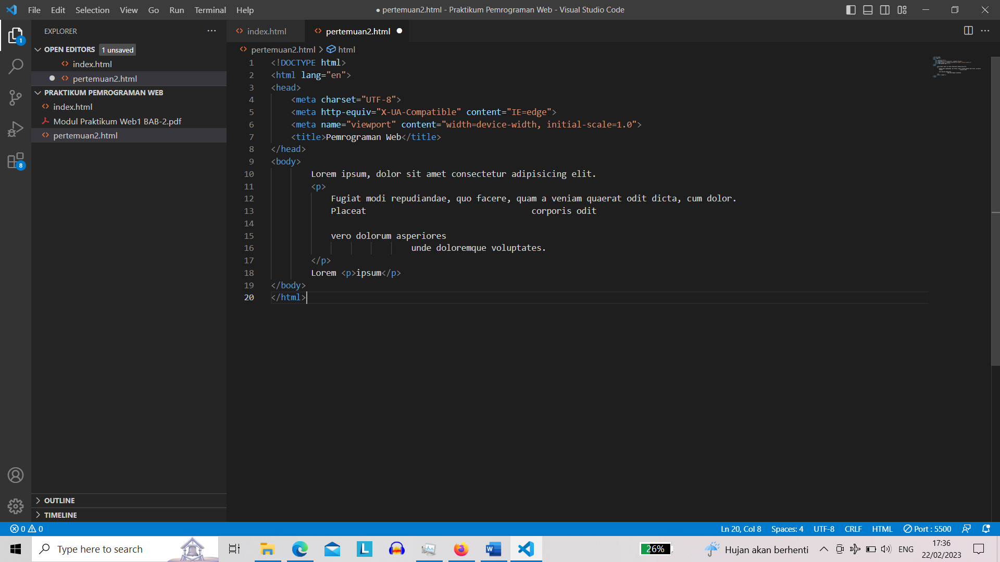 File Edit Selection View Go Run Terminal Help
● pertemuan2.html - Praktikum Pemrograman Web - Visual Studio Code
EXPLORER
OPEN EDITORS 1 unsaved
index.html
pertemuan2.html
PRAKTIKUM PEMROGRAMAN WEB
index.html
Modul Praktikum Web1 BAB-2.pdf
pertemuan2.html
OUTLINE
TIMELINE
1
8
index.html
pertemuan2.html
pertemuan2.html > html
1 <!DOCTYPE html>
2 <html lang="en">
3 <head>
4     <meta charset="UTF-8">
5     <meta http-equiv="X-UA-Compatible" content="IE=edge">
6     <meta name="viewport" content="width=device-width, initial-scale=1.0">
7     <title>Pemrograman Web</title>
8 </head>
9 <body>
10         Lorem ipsum, dolor sit amet consectetur adipisicing elit.
11         <p>
12             Fugiat modi repudiandae, quo facere, quam a veniam quaerat odit dicta, cum dolor.
13             Placeat                                 corporis odit
14
15             vero dolorum asperiores
16                             unde doloremque voluptates.
17         </p>
18         Lorem <p>ipsum</p>
19 </body>
20 </html>
0 0
Ln 20, Col 8 Spaces: 4 UTF-8 CRLF HTML Port : 5500
Type here to search
L
W
26%
Hujan akan berhenti
ENG
17:36
22/02/2023